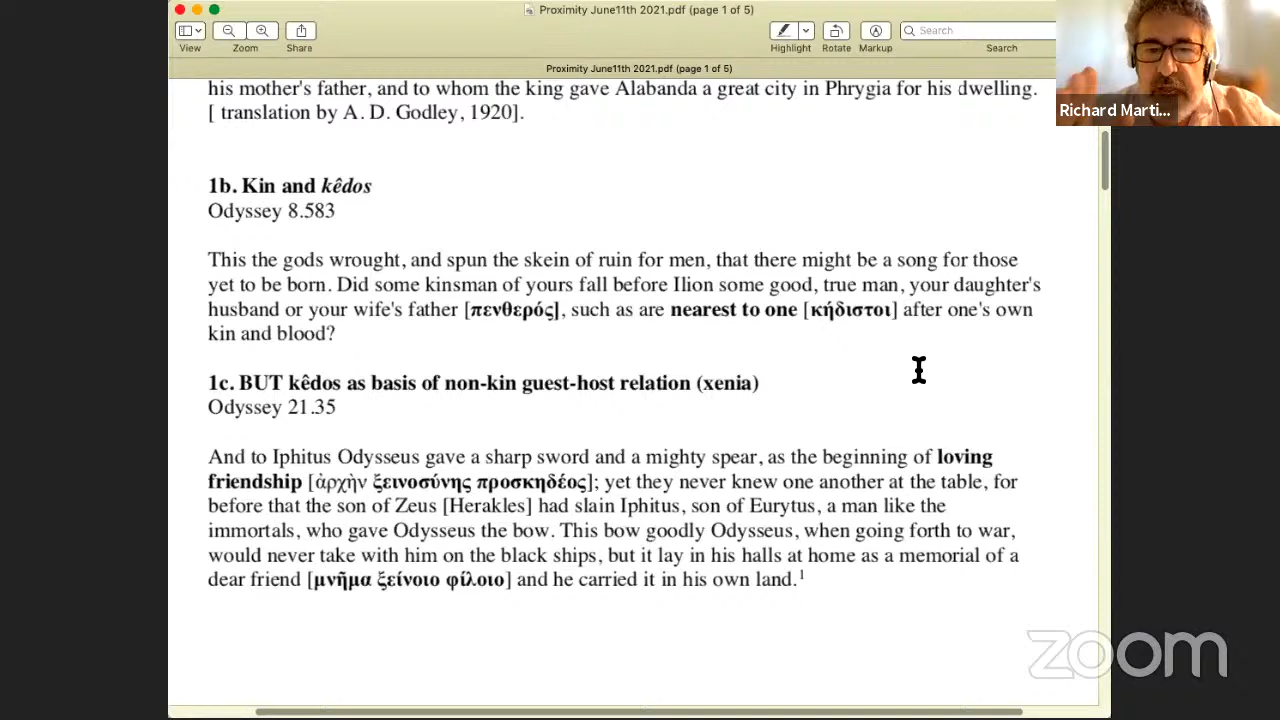 Proximity June11th 2021.pdf (page 1 of 5)
View Zoom Share Highlight Rotate Markup Search Search
Proximity June11th 2021.pdf (page 1 of 5)
Richard Marti...
his mother's father, and to whom the king gave Alabanda a great city in Phrygia for his dwelling.
[ translation by A. D. Godley, 1920].
1b. Kin and kêdos
Odyssey 8.583
This the gods wrought, and spun the skein of ruin for men, that there might be a song for those
yet to be born. Did some kinsman of yours fall before Ilion some good, true man, your daughter's
husband or your wife's father [πενθερός], such as are nearest to one [κήδιστοι] after one's own
kin and blood?
1c. BUT kêdos as basis of non-kin guest-host relation (xenia)
Odyssey 21.35
And to Iphitus Odysseus gave a sharp sword and a mighty spear, as the beginning of loving
friendship [ἀρχὴν ξεινοσύνης προσκηδέος]; yet they never knew one another at the table, for
before that the son of Zeus [Herakles] had slain Iphitus, son of Eurytus, a man like the
immortals, who gave Odysseus the bow. This bow goodly Odysseus, when going forth to war,
would never take with him on the black ships, but it lay in his halls at home as a memorial of a
dear friend [μνῆμα ξείνοιο φίλοιο] and he carried it in his own land.1
zoom